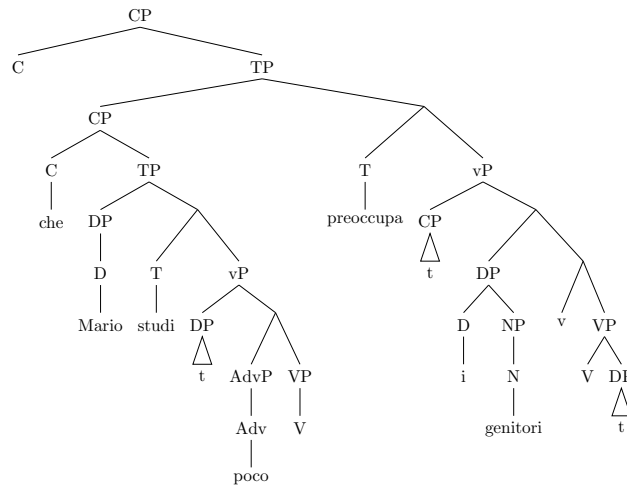 CP
C TP
CP
C TP T vP
che DP preoccupa CP
D T vP t DP
Mario studi DP D NP v VP
t AdvP VP i N V DP
Adv V genitori t
poco